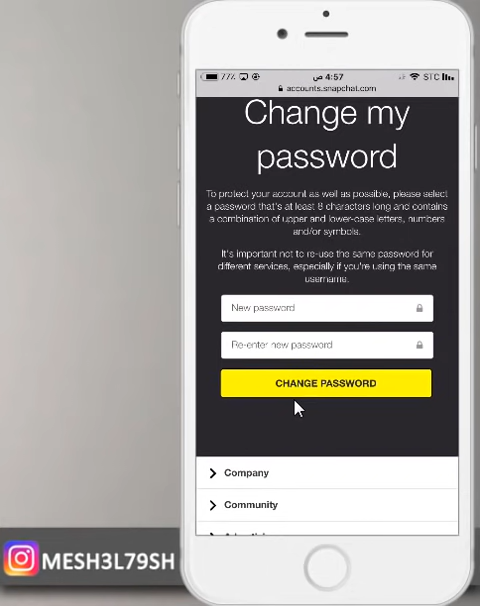 77٪ 4:57 ص STC
accounts.snapchat.com
Change my
password
To protect your account as well as possible, please select
a password that's at least 8 characters long and contains
a combination of upper and lower-case letters, numbers
and/or symbols.
It's important not to re-use the same password for
different services, especially if you're using the same
username.
New password
Re-enter new password
CHANGE PASSWORD
Company
Community
MESH3L79SH